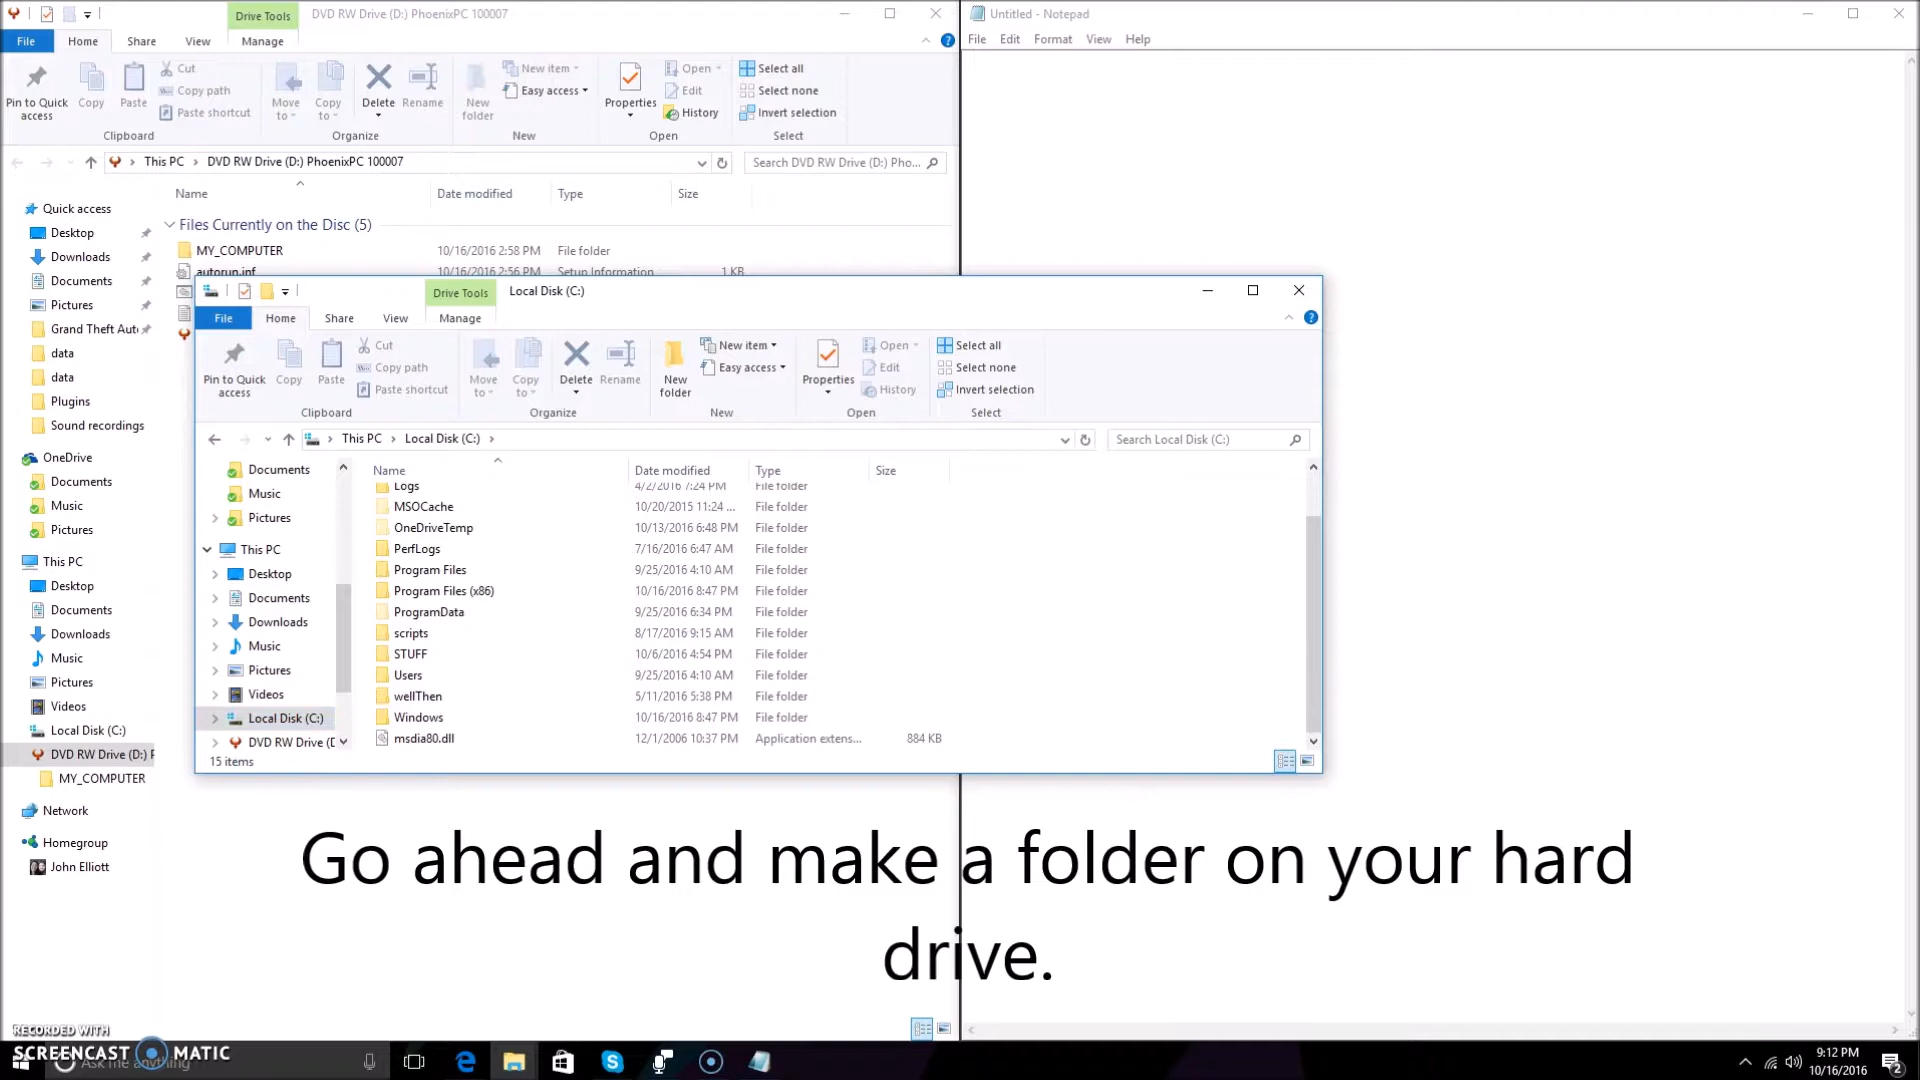 Drive Tools
DVD RW Drive (D:) PhoenixPC 100007
File
Home
Share
View
Manage
Pin to Quick access
Copy
Paste
Cut
Copy path
Paste shortcut
Clipboard
Move to
Copy to
Delete
Rename
Organize
New folder
New item
Easy access
New
Properties
Open
Edit
History
Open
Select all
Select none
Invert selection
Select
This PC > DVD RW Drive (D:) PhoenixPC 100007
Search DVD RW Drive (D:) Pho...
Name
Date modified
Type
Size
Files Currently on the Disc (5)
MY_COMPUTER 10/16/2016 2:58 PM File folder
autorun.inf 10/16/2016 2:56 PM Setup Information 1 KB
Quick access
Desktop
Downloads
Documents
Pictures
Grand Theft Aut
data
data
Plugins
Sound recordings
OneDrive
Documents
Music
Pictures
This PC
Desktop
Documents
Downloads
Music
Pictures
Videos
Local Disk (C:)
DVD RW Drive (D:) P
MY_COMPUTER
Network
Homegroup
John Elliott
Untitled - Notepad
File Edit Format View Help
Drive Tools
Local Disk (C:)
File
Home
Share
View
Manage
Pin to Quick access
Copy
Paste
Cut
Copy path
Paste shortcut
Clipboard
Move to
Copy to
Delete
Rename
Organize
New folder
New item
Easy access
New
Properties
Open
Edit
History
Open
Select all
Select none
Invert selection
Select
This PC > Local Disk (C:) >
Search Local Disk (C:)
Documents
Music
Pictures
This PC
Desktop
Documents
Downloads
Music
Pictures
Videos
Local Disk (C:)
DVD RW Drive (D
Name Date modified Type Size
Logs 4/2/2016 7:24 PM File folder
MSOCache 10/20/2015 11:24 ... File folder
OneDriveTemp 10/13/2016 6:48 PM File folder
PerfLogs 7/16/2016 6:47 AM File folder
Program Files 9/25/2016 4:10 AM File folder
Program Files (x86) 10/16/2016 8:47 PM File folder
ProgramData 9/25/2016 6:34 PM File folder
scripts 8/17/2016 9:15 AM File folder
STUFF 10/6/2016 4:54 PM File folder
Users 9/25/2016 4:10 AM File folder
wellThen 5/11/2016 5:38 PM File folder
Windows 10/16/2016 8:47 PM File folder
msdia80.dll 12/1/2006 10:37 PM Application extens... 884 KB
15 items
Go ahead and make a folder on your hard
drive.
RECORDED WITH
SCREENCAST MATIC
Ask me anything
9:12 PM
10/16/2016
2